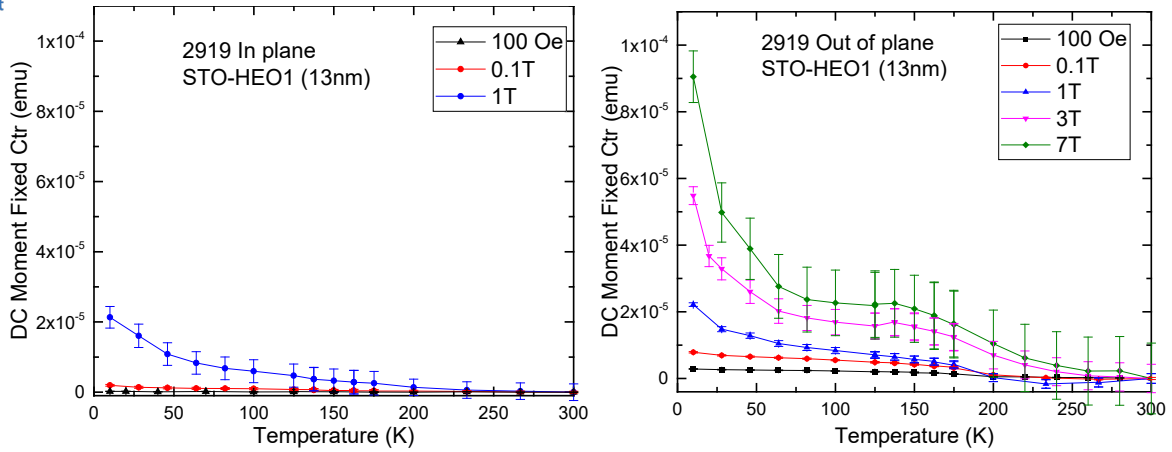 t
2919 In plane
STO-HEO1 (13nm)
100 Oe
0.1T
1T
DC Moment Fixed Ctr (emu)
1x10-4
8x10-5
6x10-5
4x10-5
2x10-5
0
0 50 100 150 200 250 300
Temperature (K)
2919 Out of plane
STO-HEO1 (13nm)
100 Oe
0.1T
1T
3T
7T
DC Moment Fixed Ctr (emu)
1x10-4
8x10-5
6x10-5
4x10-5
2x10-5
0
0 50 100 150 200 250 300
Temperature (K)